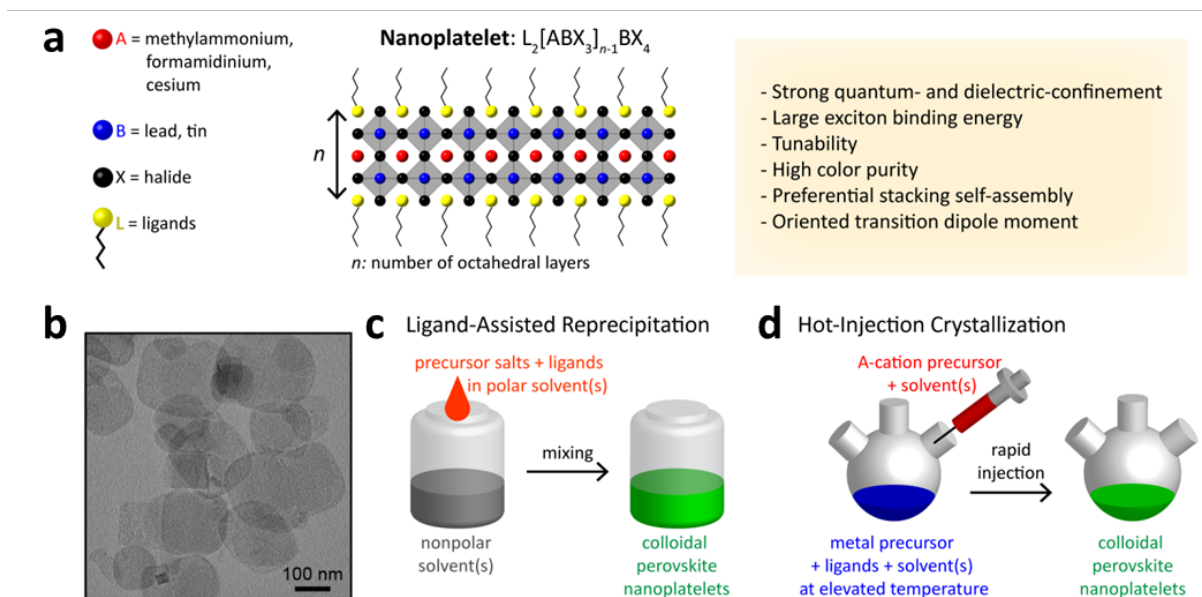 a
A = methylammonium,
formamidinium,
cesium
B = lead, tin
X = halide
L = ligands
Nanoplatelet: L₂[ABX₃]ₙ₋₁BX₄
n
n: number of octahedral layers
- Strong quantum- and dielectric-confinement
- Large exciton binding energy
- Tunability
- High color purity
- Preferential stacking self-assembly
- Oriented transition dipole moment
b
100 nm
c Ligand-Assisted Reprecipitation
precursor salts + ligands
in polar solvent(s)
mixing
nonpolar
solvent(s)
colloidal
perovskite
nanoplatelets
d Hot-Injection Crystallization
A-cation precursor
+ solvent(s)
rapid
injection
metal precursor
+ ligands + solvent(s)
at elevated temperature
colloidal
perovskite
nanoplatelets